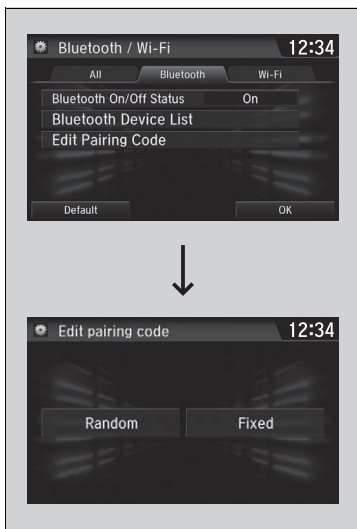 Bluetooth / Wi-Fi 12:34
All Bluetooth Wi-Fi
Bluetooth On/Off Status On
Bluetooth Device List
Edit Pairing Code
Default OK
Edit pairing code 12:34
Random Fixed